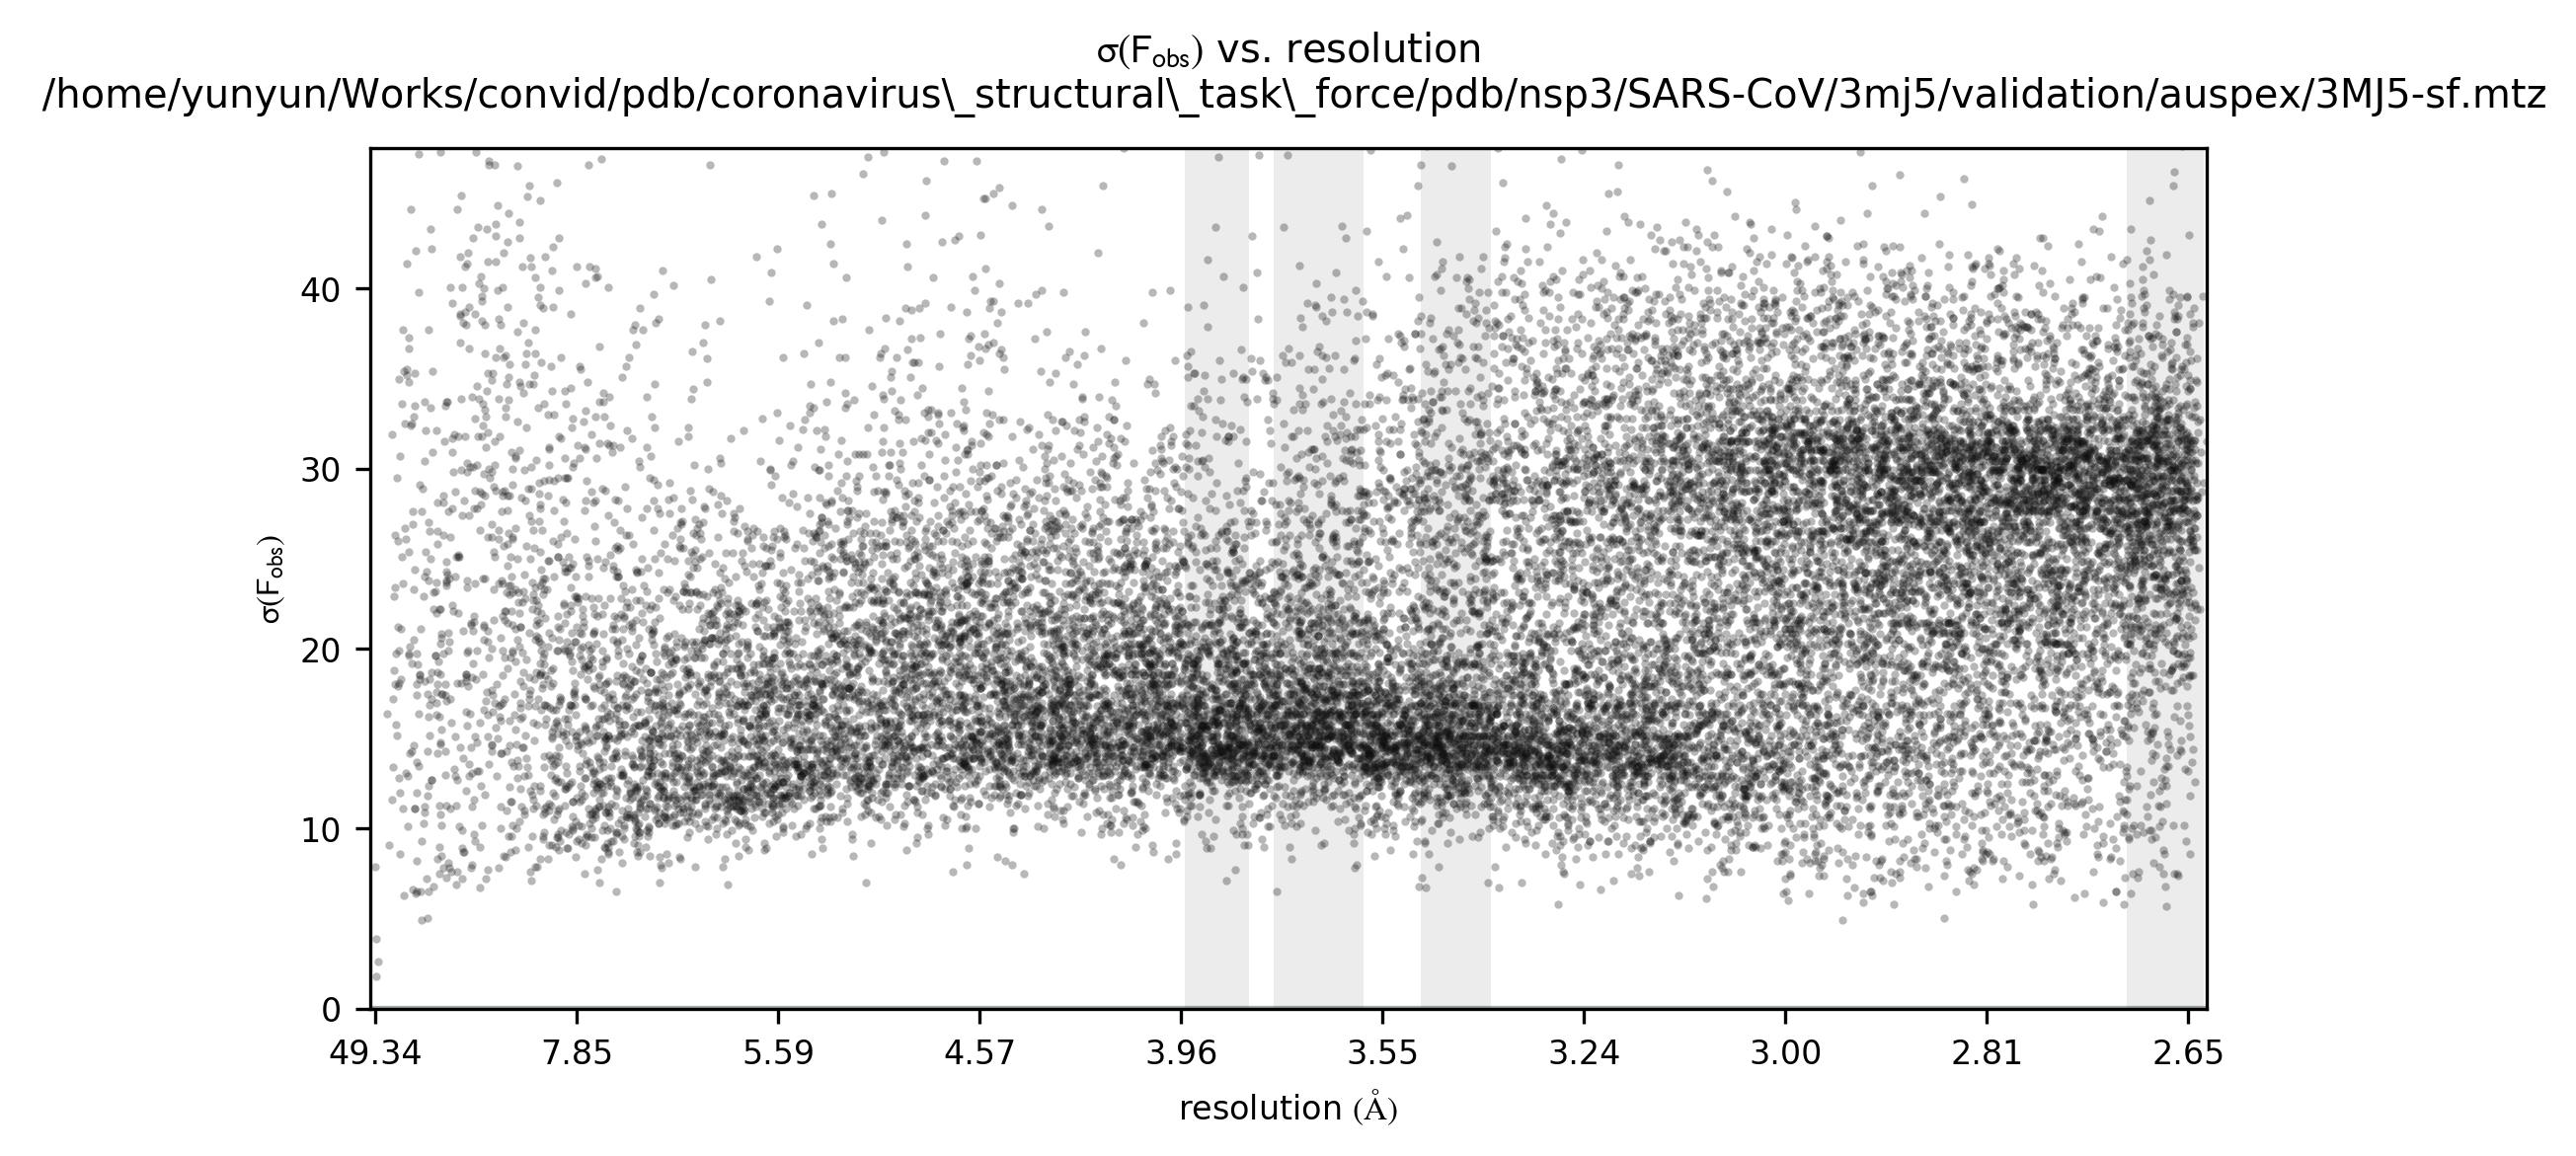 σ(Fobs) vs. resolution
/home/yunyun/Works/convid/pdb/coronavirus\_structural\_task\_force/pdb/nsp3/SARS-CoV/3mj5/validation/auspex/3MJ5-sf.mtz
40
30
σ(Fobs)
20
10
0
49.34 7.85 5.59 4.57 3.96 3.55 3.24 3.00 2.81 2.65
resolution (Å)